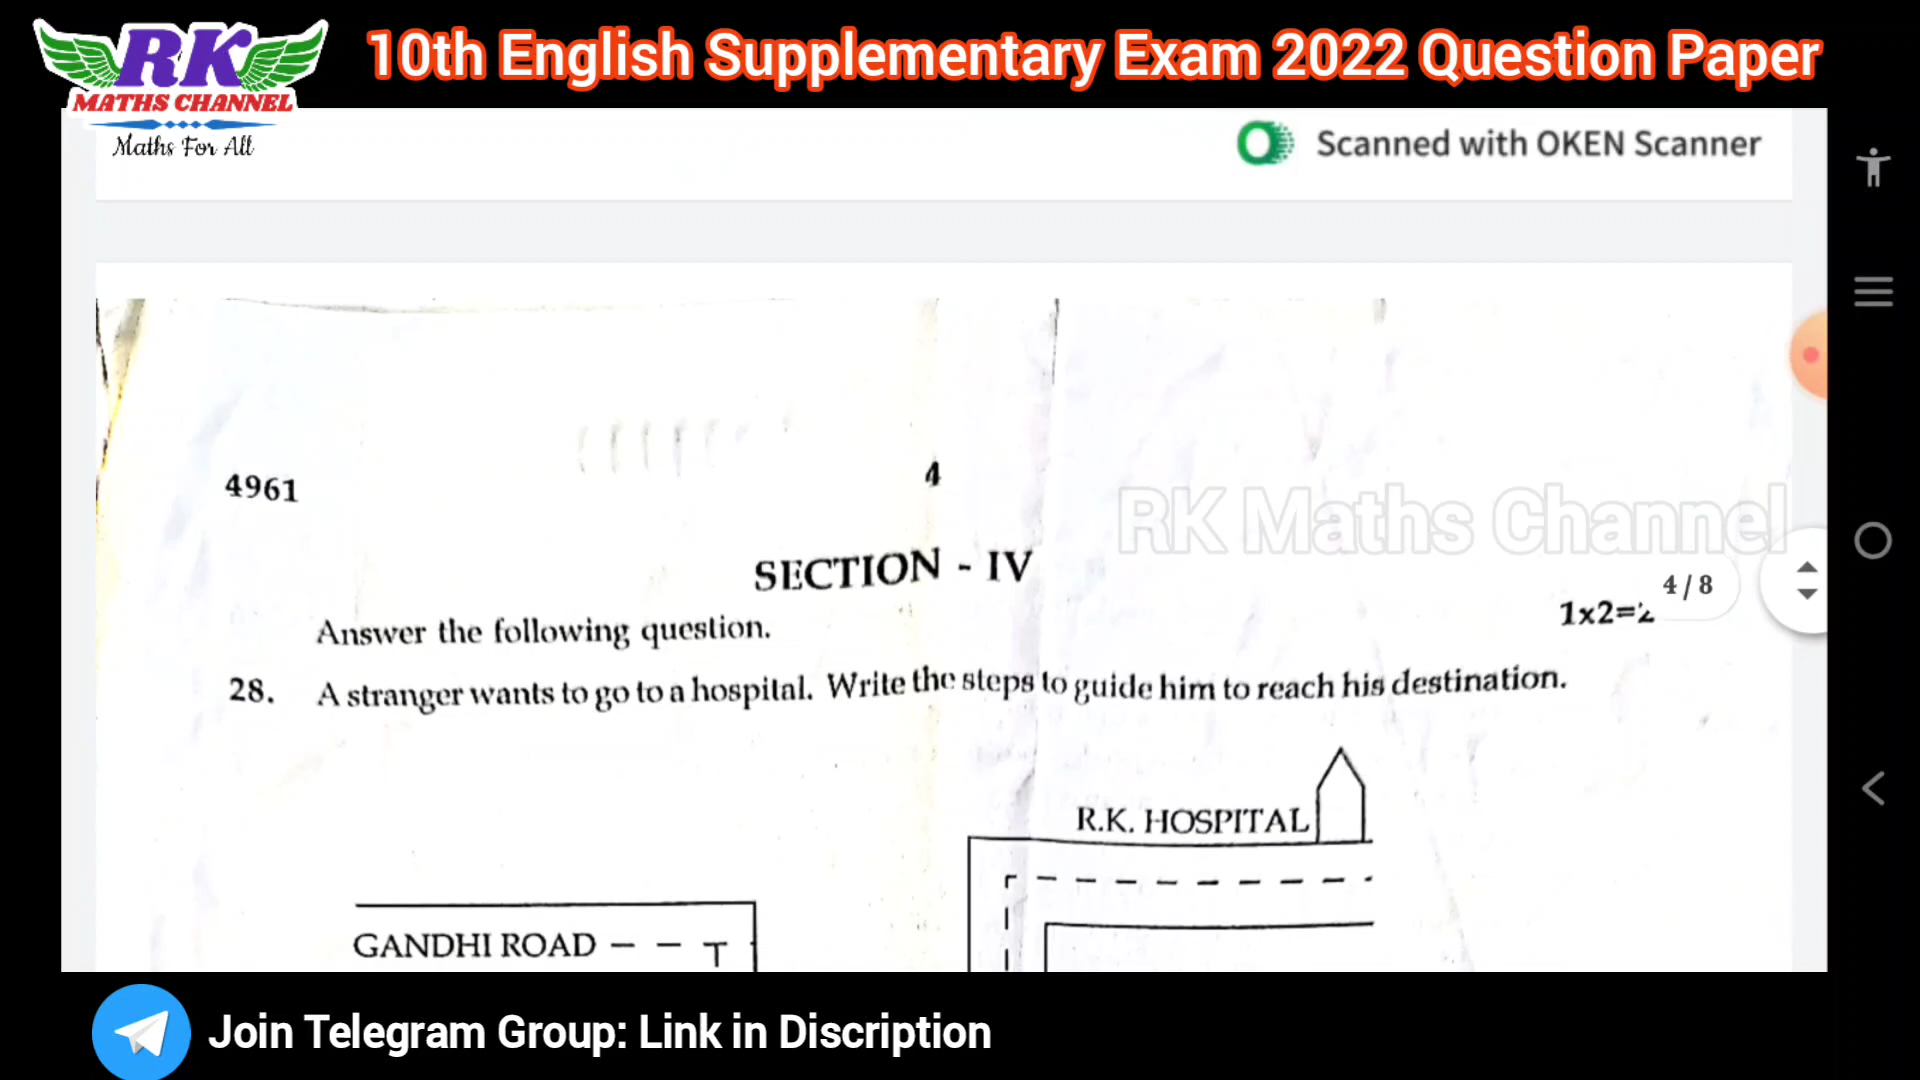 RK
MATHS CHANNEL
Maths For All
10th English Supplementary Exam 2022 Question Paper
Scanned with OKEN Scanner
4961
4
RK Maths Channel
SECTION - IV
4 / 8
Answer the following question.
1x2=2
28. A stranger wants to go to a hospital. Write the steps to guide him to reach his destination.
R.K. HOSPITAL
GANDHI ROAD
Join Telegram Group: Link in Discription